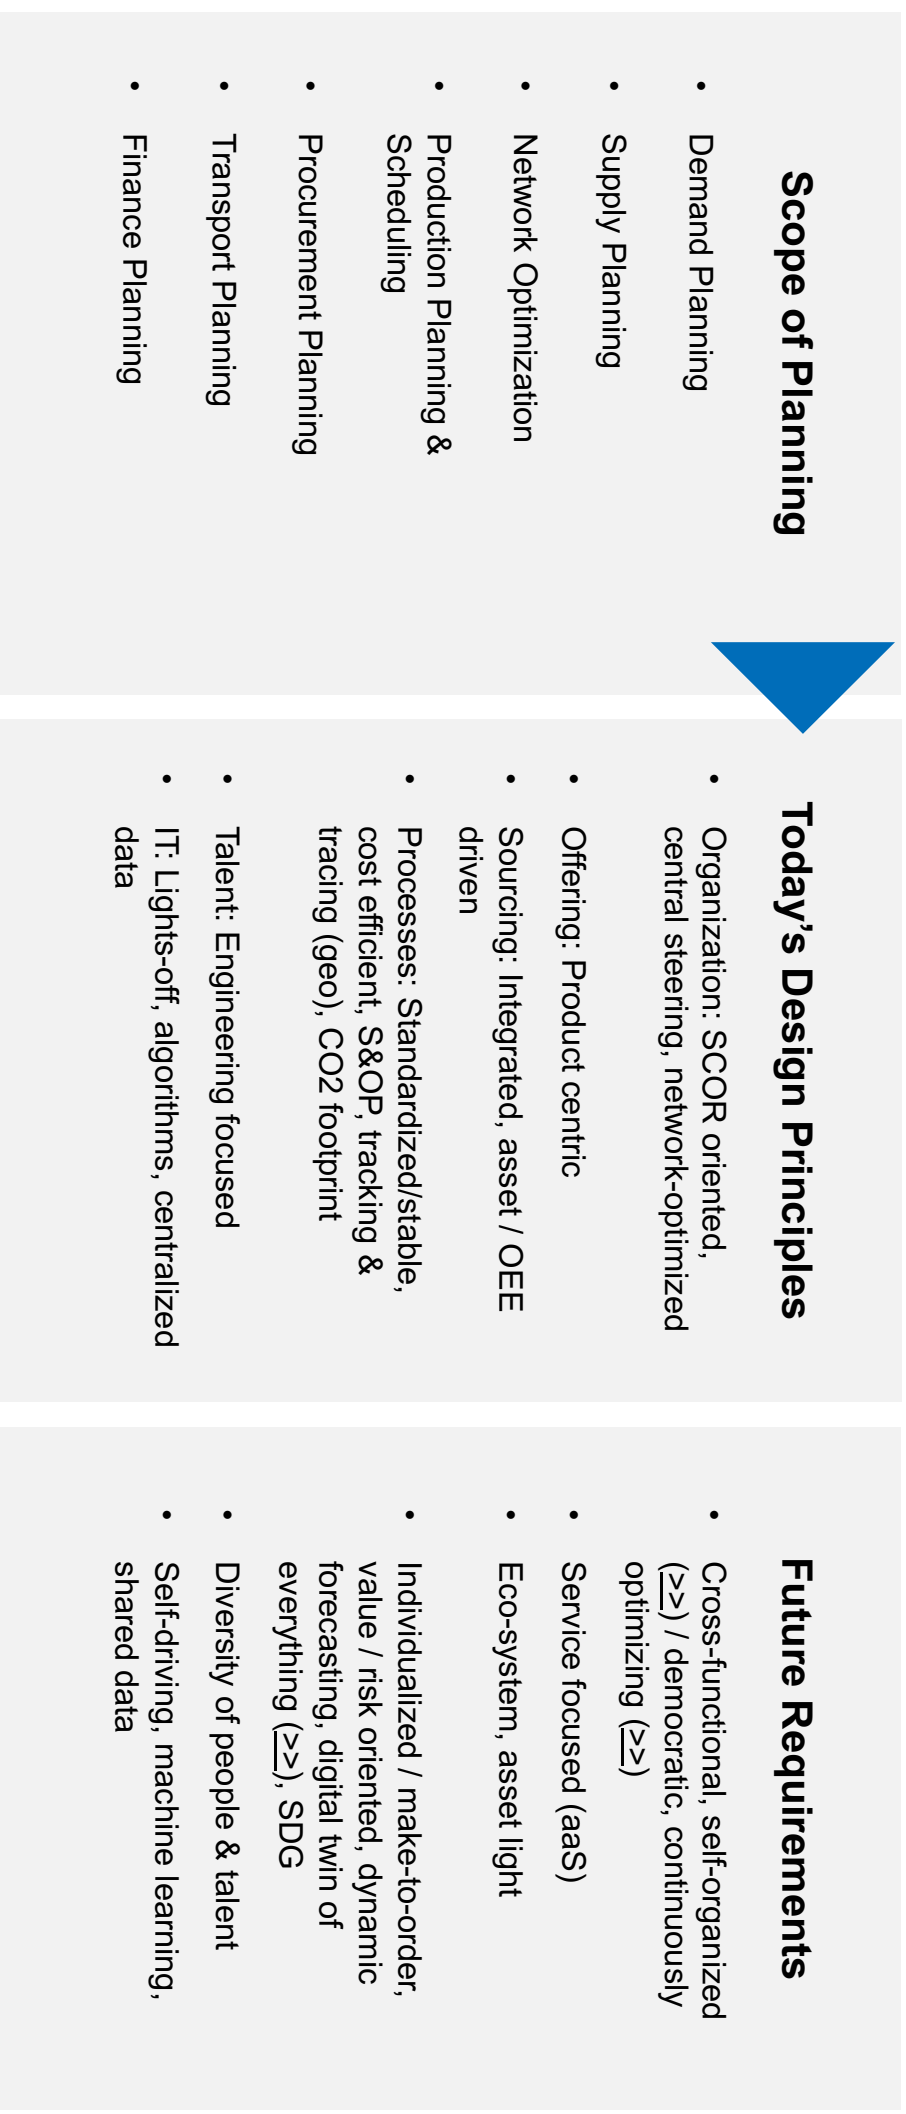 Scope of Planning
• Demand Planning
• Supply Planning
• Network Optimization
• Production Planning &
Scheduling
• Procurement Planning
• Transport Planning
• Finance Planning
Today’s Design Principles
• Organization: SCOR oriented,
central steering, network-optimized
• Offering: Product centric
• Sourcing: Integrated, asset / OEE
driven
• Processes: Standardized/stable,
cost efficient, S&OP, tracking &
tracing (geo), CO2 footprint
• Talent: Engineering focused
• IT: Lights-off, algorithms, centralized
data
Future Requirements
• Cross-functional, self-organized
(>>) / democratic, continuously
optimizing (>>)
• Service focused (aaS)
• Eco-system, asset light
• Individualized / make-to-order,
value / risk oriented, dynamic
forecasting, digital twin of
everything (>>), SDG
• Diversity of people & talent
• Self-driving, machine learning,
shared data